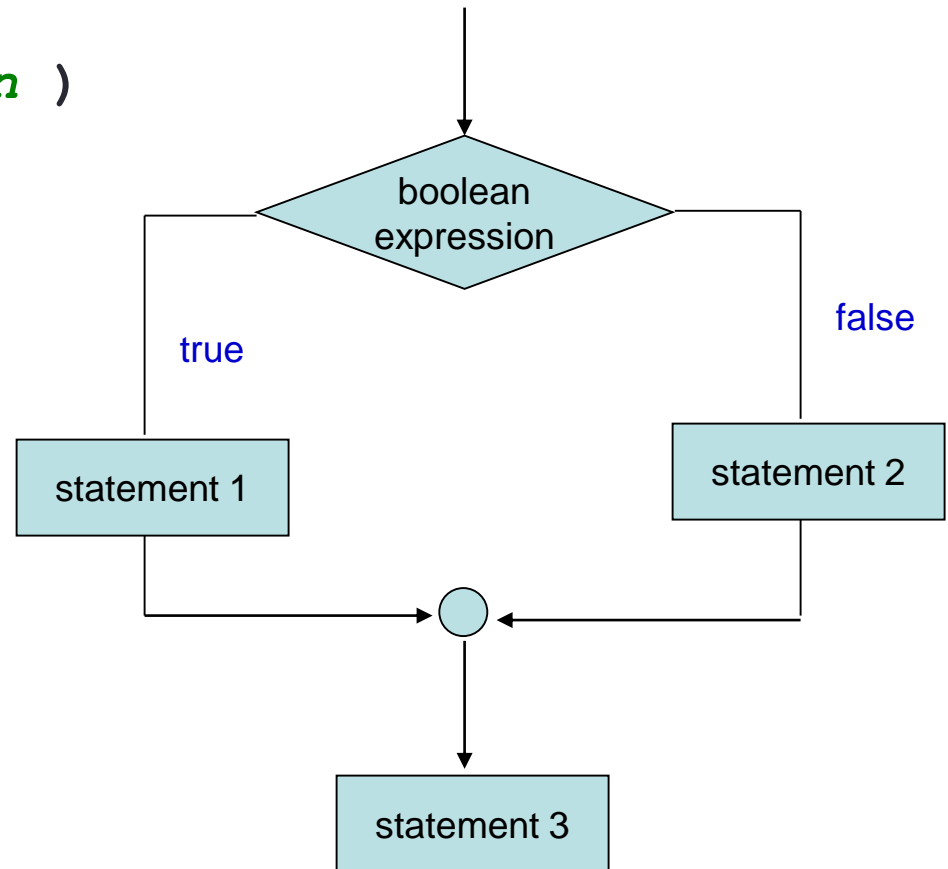 n )
boolean
expression
true
false
statement 1
statement 2
statement 3